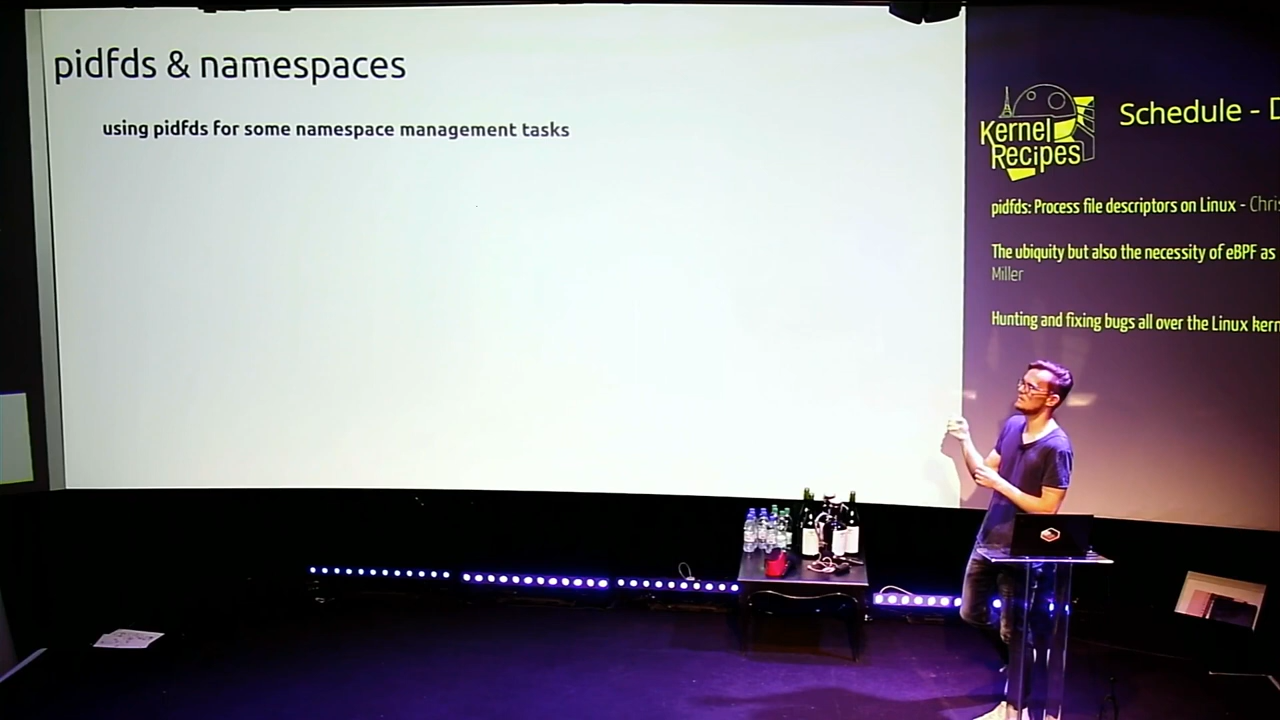 pidfds & namespaces
using pidfds for some namespace management tasks
Kernel
Recipes
Schedule -
pidfds: Process file descriptors on Linux -
The ubiquity but also the necessity of eBPF as
Miller
Hunting and fixing bugs all over the Linux